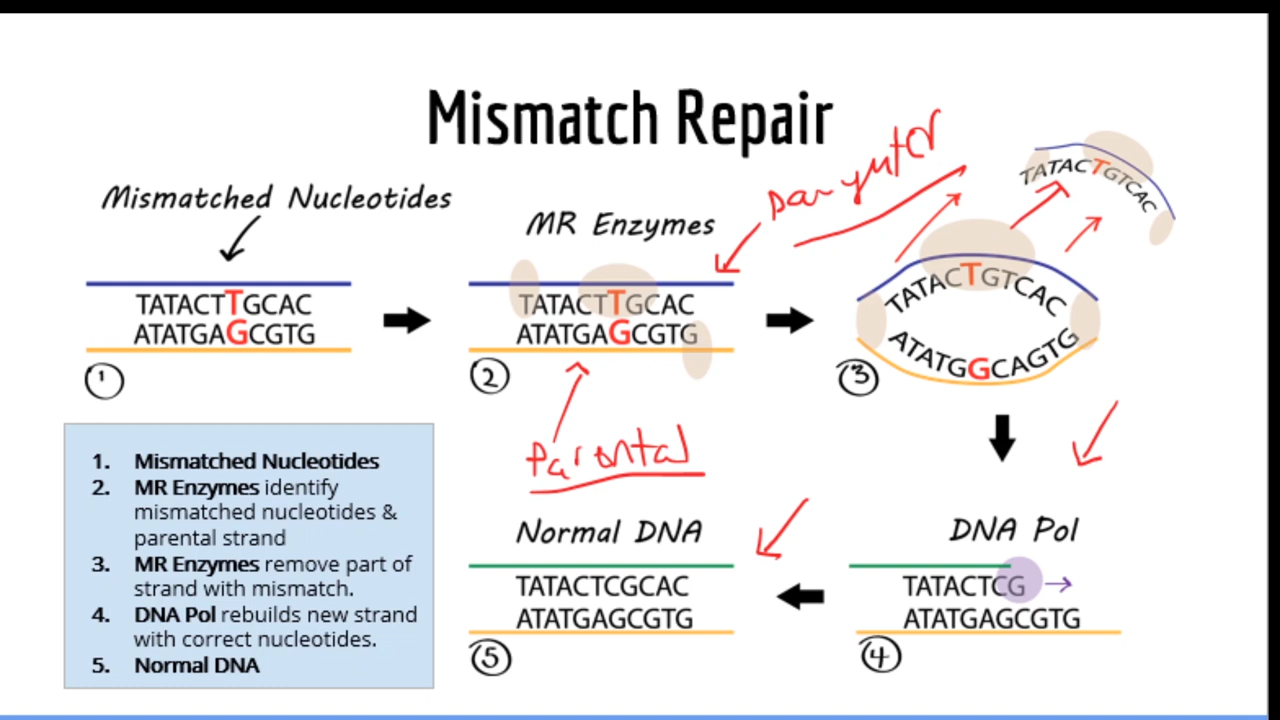 Mismatch Repair
Mismatched Nucleotides
TATACTTGCAC
ATATGAGCGTG
1
MR Enzymes
TATACTTGCAC
ATATGAGCGTG
2
Daughter
Parental
TATACTGTCAC
TATACTGTCAC
ATATGGCAGTG
3
1. Mismatched Nucleotides
2. MR Enzymes identify
mismatched nucleotides &
parental strand
3. MR Enzymes remove part of
strand with mismatch.
4. DNA Pol rebuilds new strand
with correct nucleotides.
5. Normal DNA
Normal DNA
TATACTCGCAC
ATATGAGCGTG
5
DNA Pol
TATACTCG
ATATGAGCGTG
4